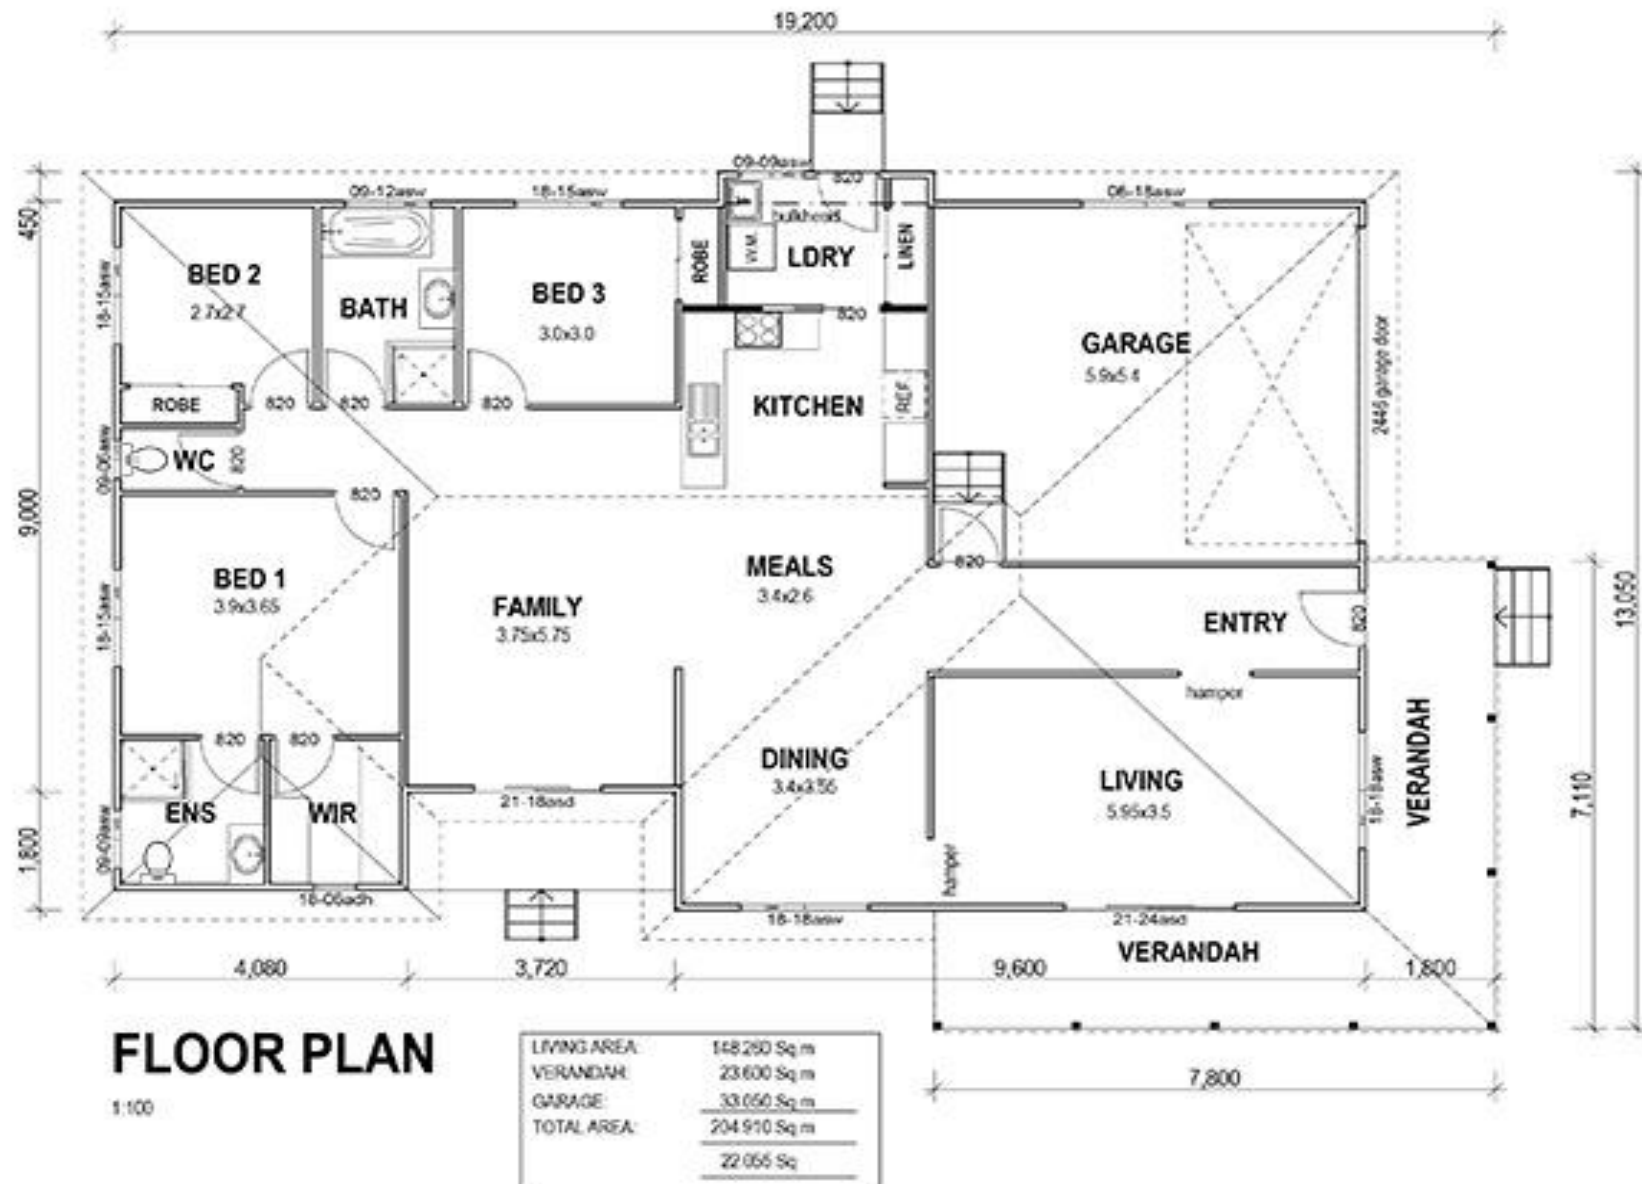 19,200
09-09asw
820
450
09-12asw
18-15asw
06-18asw
bulkhead
W.M.
LDRY
LINEN
ROBE
BED 2
2.7x2.7
BATH
BED 3
3.0x3.0
18-15asw
820
GARAGE
5.9x5.4
2446 garage door
ROBE
820
820
820
KITCHEN
REF.
WC
820
09-06asw
820
9,000
13,050
BED 1
3.9x3.65
18-15asw
FAMILY
3.75x5.75
MEALS
3.4x2.6
820
ENTRY
820
hamper
VERANDAH
820
820
DINING
3.4x3.55
LIVING
5.95x3.5
18-18asw
7,110
ENS
WIR
21-18asd
09-09asw
1,800
hamper
18-06adh
18-18asw
21-24asd
VERANDAH
4,080
3,720
9,600
1,800
FLOOR PLAN
1:100
7,800
LIVING AREA: 148.260 Sq.m
VERANDAH: 23.600 Sq.m
GARAGE: 33.050 Sq.m
TOTAL AREA: 204.910 Sq.m
22.055 Sq